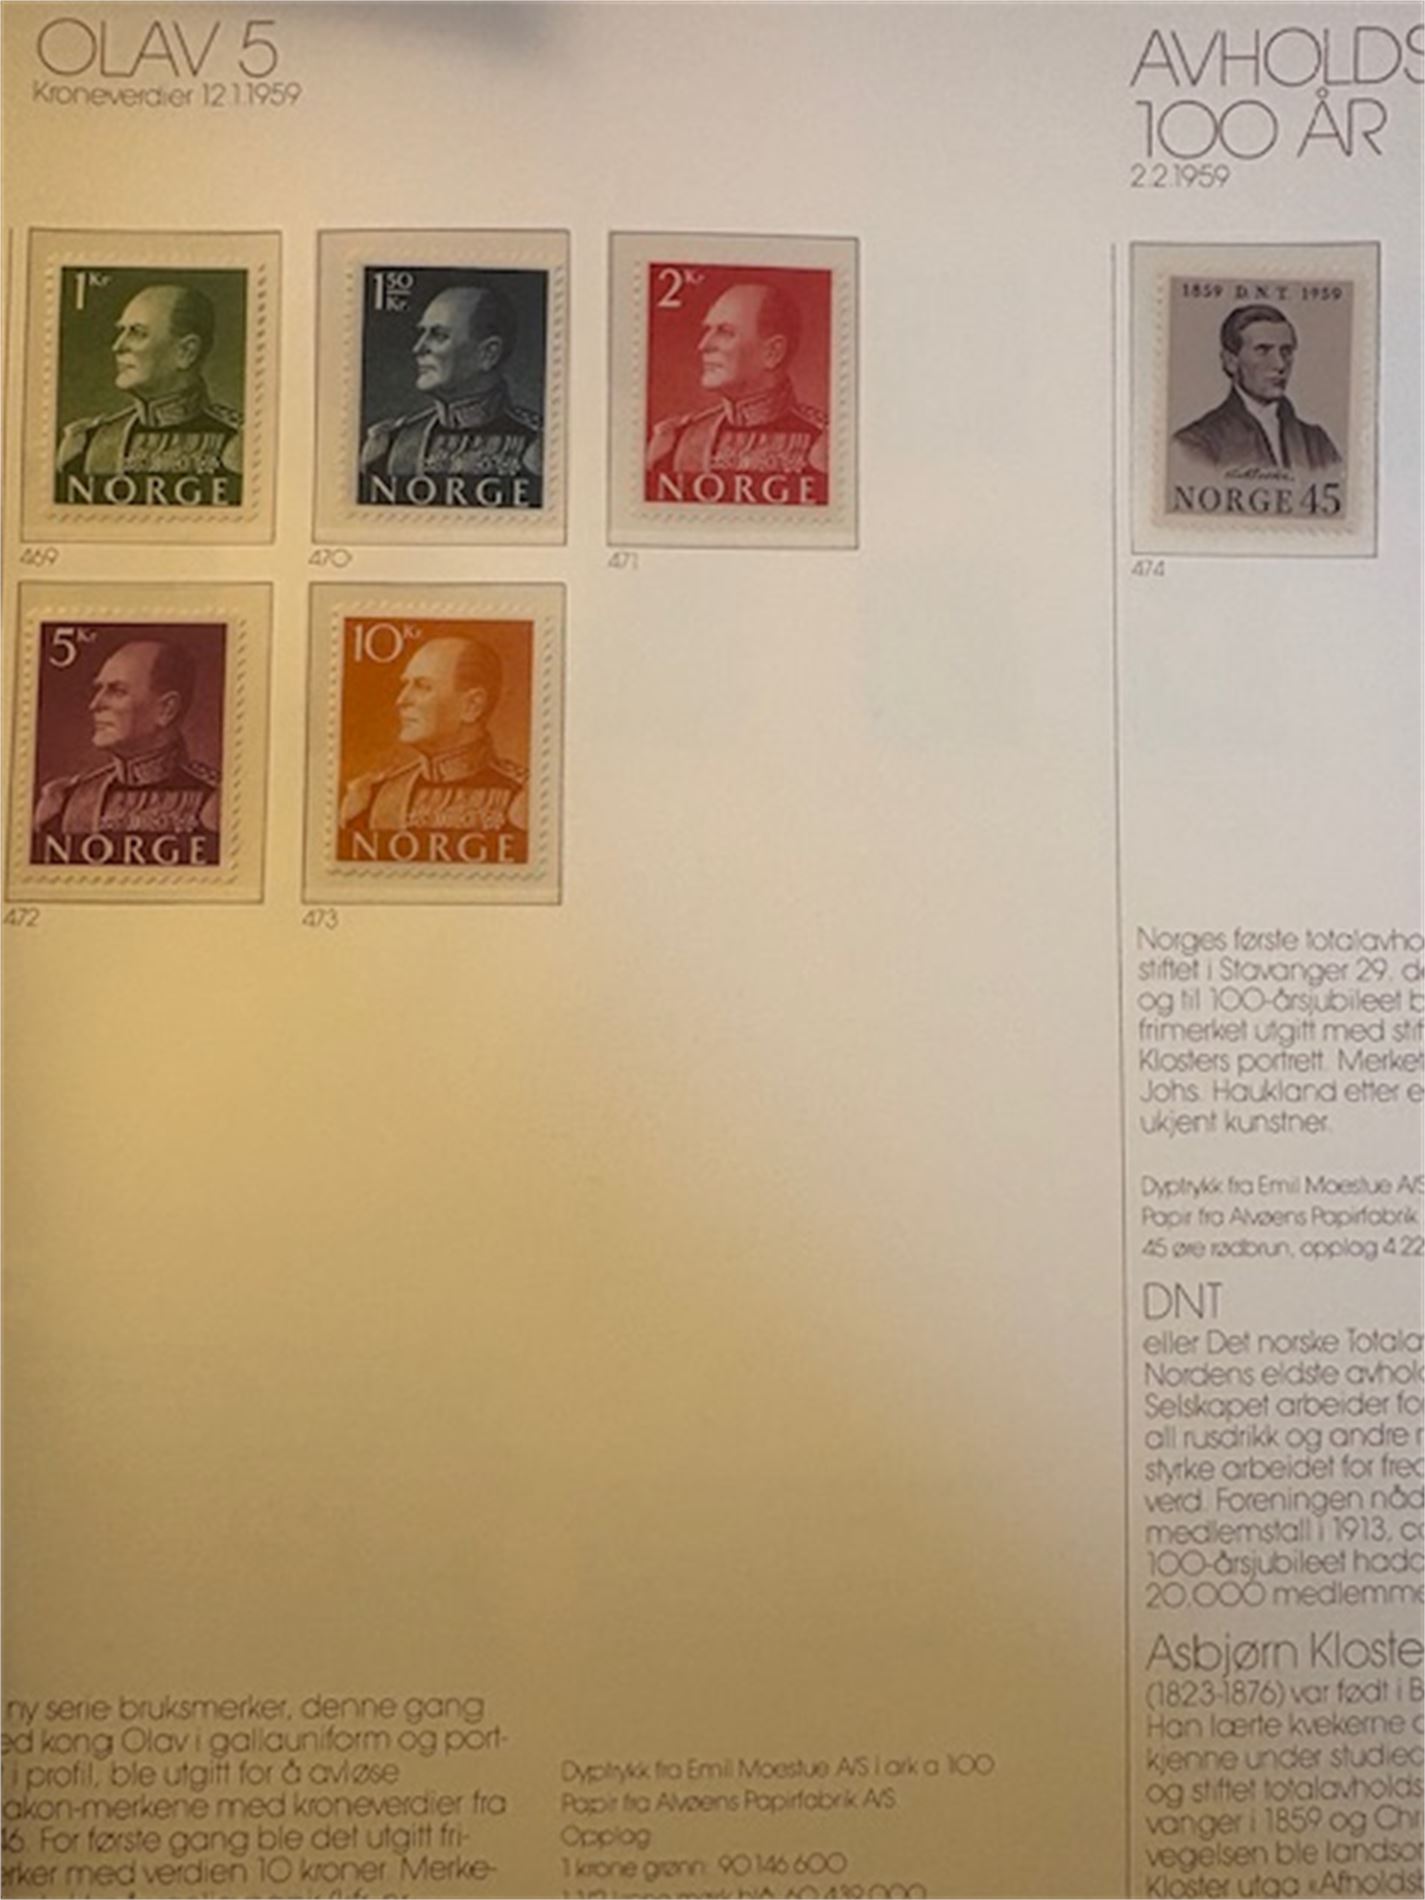 OLAV 5
Kroneverdier 12.1.1959
1 Kr
NORGE
469
1 50 Kr.
NORGE
470
2 Kr
NORGE
471
5 Kr
NORGE
472
10 Kr
NORGE
473
ny serie bruksmerker, denne gang
ed kong Olav i gallauniform og port-
i profil, ble utgitt for å avløse
akon-merkene med kroneverdier fra
46. For første gang ble det utgitt fri-
erker med verdien 10 kroner. Merke-
Dyptrykk fra Emil Moestue A/S i ark a 100
Papir fra Alvøens Papirfabrik A/S
Opplag
1 krone grønn: 90.146.600
AVHOLDS
100 ÅR
2.2.1959
1859 D.N.T. 1959
NORGE 45
474
Norges første totalavho
stiftet i Stavanger 29. de
og til 100-årsjubileet b
frimerket utgitt med stif
Klosters portrett. Merket
Johs. Haukland etter e
ukjent kunstner.
Dyptrykk fra Emil Moestue A/S
Papir fra Alvøens Papirfabrik
45 øre rødbrun, opplag 4.22
DNT
eller Det norske Totala
Nordens eldste avhol
Selskapet arbeider fo
all rusdrikk og andre r
styrke arbeidet for fred
verd. Foreningen nåd
medlemstall i 1913, o
100-årsjubileet hadd
20.000 medlemme
Asbjørn Kloste
(1823-1876) var født i B
Han lærte kvekerne å
kjenne under studie
og stiftet totalavholds
vanger i 1859 og Chr
vegelsen ble landso
Kloster utga «Afholds